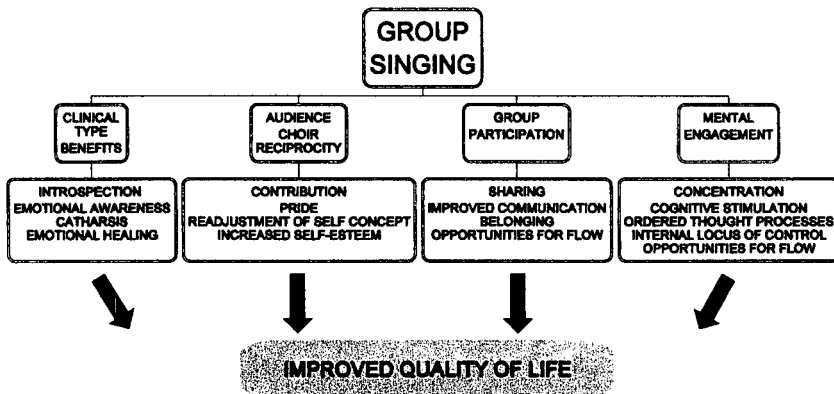 GROUP
SINGING
CLINICAL
TYPE
BENEFITS
AUDIENCE
CHOIR
RECIPROCITY
GROUP
PARTICIPATION
MENTAL
ENGAGEMENT
INTROSPECTION
EMOTIONAL AWARENESS
CATHARSIS
EMOTIONAL HEALING
CONTRIBUTION
PRIDE
READJUSTMENT OF SELF CONCEPT
INCREASED SELF-ESTEEM
SHARING
IMPROVED COMMUNICATION
BELONGING
OPPORTUNITIES FOR FLOW
CONCENTRATION
COGNITIVE STIMULATION
ORDERED THOUGHT PROCESSES
INTERNAL LOCUS OF CONTROL
OPPORTUNITIES FOR FLOW
IMPROVED QUALITY OF LIFE